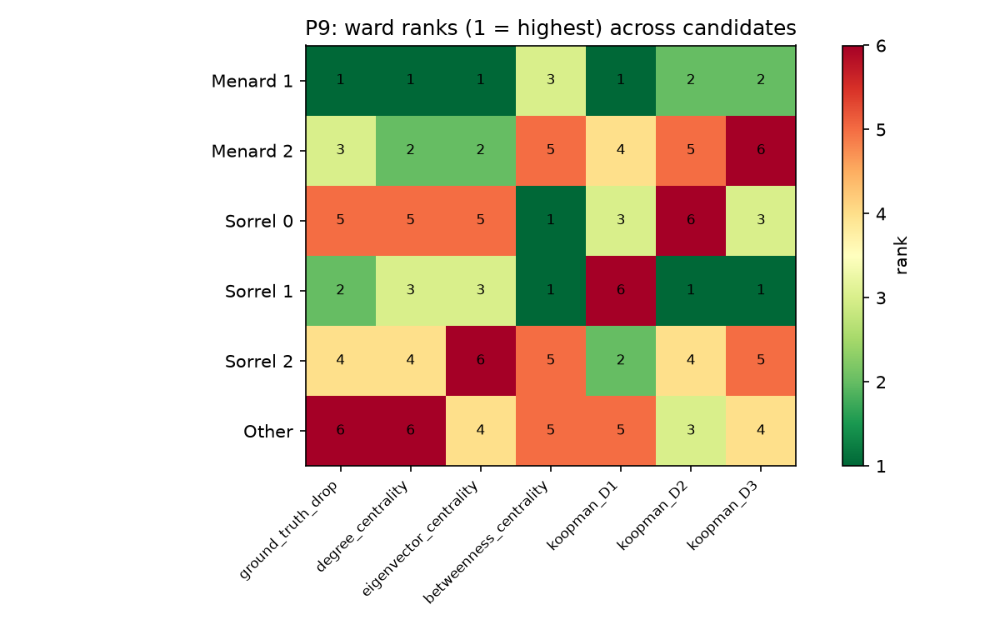 P9: ward ranks (1 = highest) across candidates
Menard 1 1 1 1 3 1 2 2
Menard 2 3 2 2 5 4 5 6
Sorrel 0 5 5 5 1 3 6 3
Sorrel 1 2 3 3 1 6 1 1
Sorrel 2 4 4 6 5 2 4 5
Other 6 6 4 5 5 3 4
ground_truth_drop
degree_centrality
eigenvector_centrality
betweenness_centrality
koopman_D1
koopman_D2
koopman_D3
6
5
4
3
2
1
rank